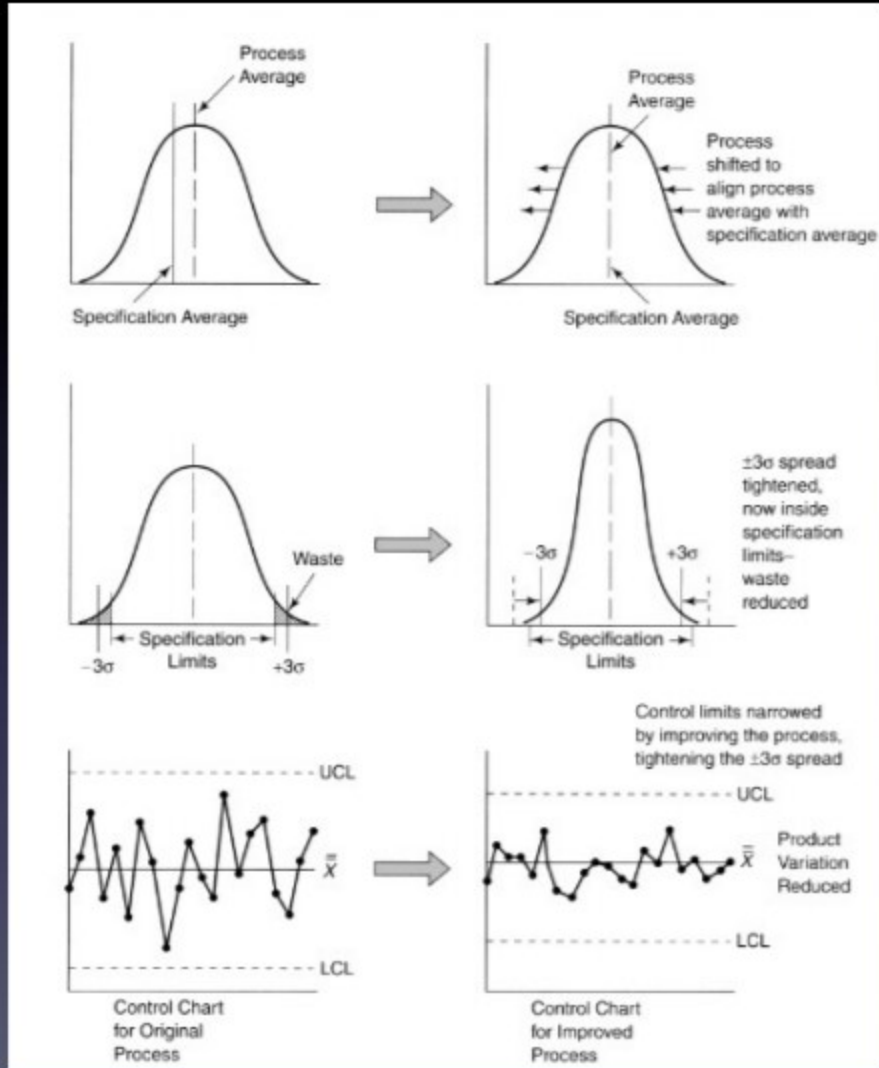 Process
Average
Specification Average
Process
Average
Process
shifted to
align process
average with
specification average
Specification Average
Waste
Specification
Limits
−3σ
+3σ
±3σ spread
tightened,
now inside
specification
limits–
waste
reduced
−3σ
+3σ
Specification
Limits
UCL
X̿
LCL
Control Chart
for Original
Process
Control limits narrowed
by improving the process,
tightening the ±3σ spread
UCL
X̿
Product
Variation
Reduced
LCL
Control Chart
for Improved
Process